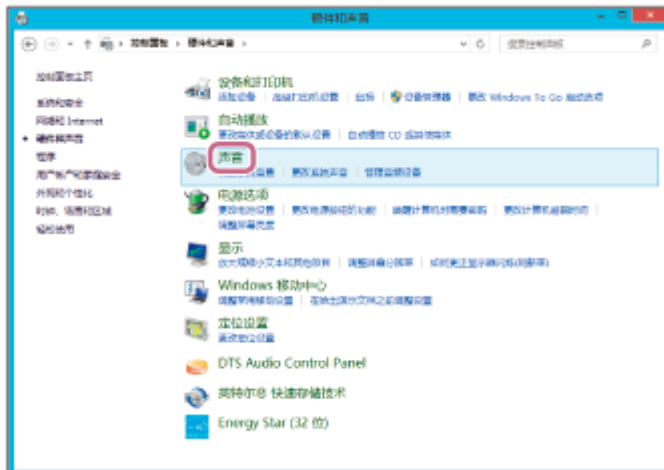 硬件和声音
控制面板 › 硬件和声音 ›
搜索控制面板
控制面板主页
系统和安全
网络和 Internet
硬件和声音
程序
用户帐户和家庭安全
外观和个性化
时钟、语言和区域
轻松使用
设备和打印机
添加设备 | 高级打印机设置 | 鼠标 | 设备管理器 | 更改 Windows To Go 启动选项
自动播放
更改媒体或设备的默认设置 | 自动播放 CD 或其他媒体
声音
更改系统声音 | 管理音频设备
电源选项
更改电池设置 | 更改电源按钮的功能 | 唤醒计算机时需要密码 | 更改计算机睡眠时间 |
调整屏幕亮度
显示
放大或缩小文本和其他项目 | 调整屏幕分辨率 | 如何更正显示器闪烁(刷新率)
Windows 移动中心
调整常用移动设置 | 在给出演示文稿之前调整设置
定位设置
更改定位设置
DTS Audio Control Panel
英特尔® 快速存储技术
Energy Star (32 位)